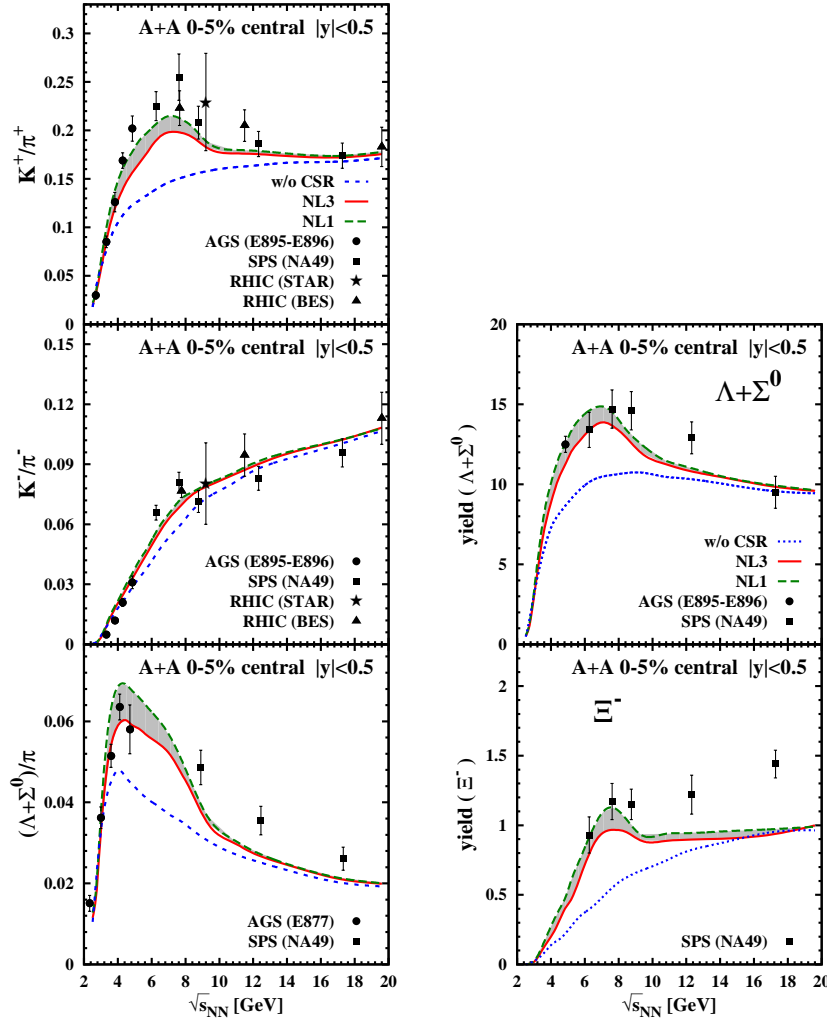 A+A 0-5% central |y|<0.5
K⁺/π⁺
0.3
0.25
0.2
0.15
0.1
0.05
0
w/o CSR
NL3
NL1
AGS (E895-E896)
SPS (NA49)
RHIC (STAR)
RHIC (BES)
A+A 0-5% central |y|<0.5
K⁻/π⁻
0.15
0.12
0.09
0.06
0.03
0
AGS (E895-E896)
SPS (NA49)
RHIC (STAR)
RHIC (BES)
A+A 0-5% central |y|<0.5
(Λ+Σ⁰)/π
0.06
0.04
0.02
0
AGS (E877)
SPS (NA49)
2 4 6 8 10 12 14 16 18 20
√sNN [GeV]
A+A 0-5% central |y|<0.5
Λ+Σ⁰
yield ( Λ+Σ⁰)
20
15
10
5
0
w/o CSR
NL3
NL1
AGS (E895-E896)
SPS (NA49)
A+A 0-5% central |y|<0.5
Ξ⁻
yield ( Ξ⁻)
2
1.5
1
0.5
0
SPS (NA49)
2 4 6 8 10 12 14 16 18 20
√sNN [GeV]